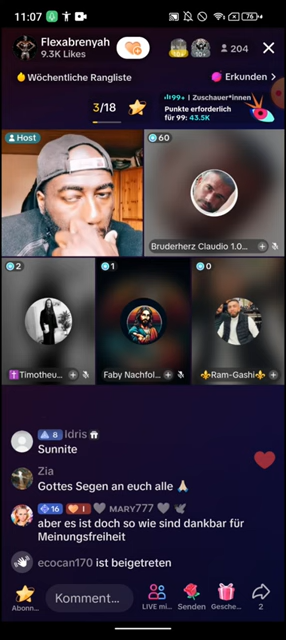 11:07
76
Flexabrenyah
9.3K Likes
204
Wöchentliche Rangliste
Erkunden >
3/18
99+ | Zuschauer*innen
Punkte erforderlich
für 99: 43.5K
Host
60
Bruderherz Claudio 1.0...
2
1
0
Timotheu...
Faby Nachfol...
Ram-Gashi
8 Idris
Sunnite
Zia
Gottes Segen an euch alle 🙏🏻
16 I 🖤 MARY777 🖤 🕊
aber es ist doch so wie sind dankbar für
Meinungsfreiheit
ecocan170 ist beigetreten
Abonn...
Komment...
LIVE mi...
Senden
Gesche...
2